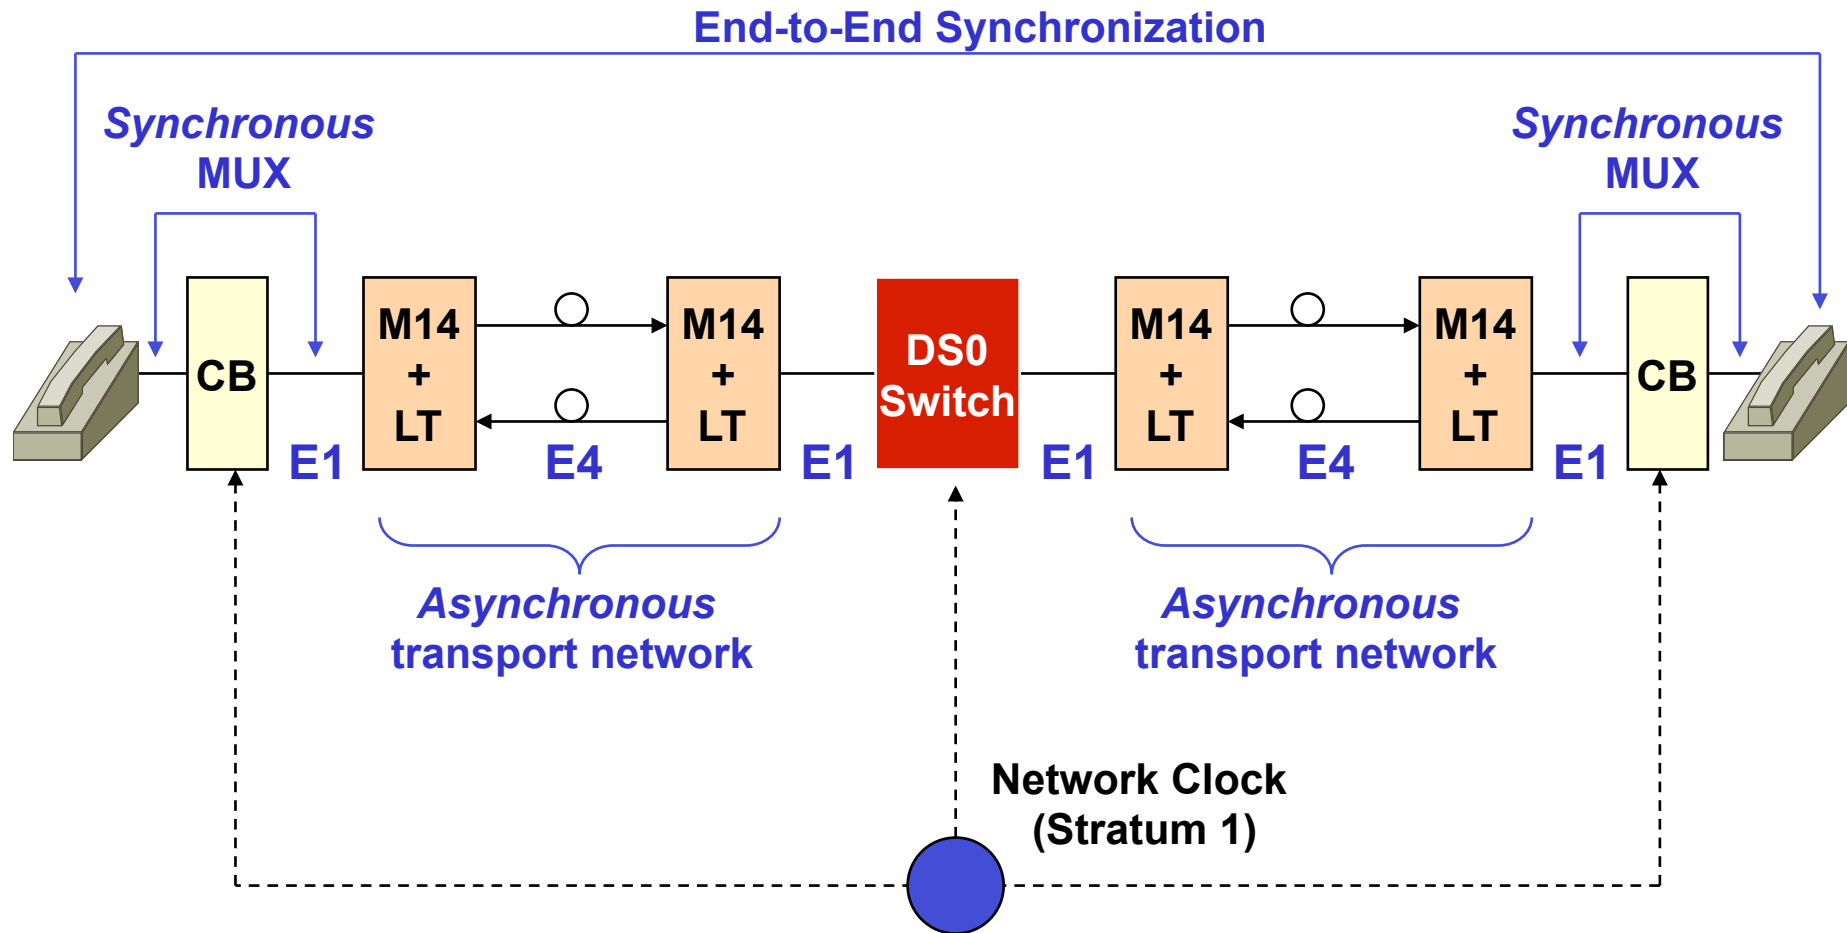 End-to-End Synchronization
Synchronous
MUX
Synchronous
MUX
CB
M14
+
LT
M14
+
LT
DS0
Switch
M14
+
LT
M14
+
LT
CB
E1
E4
E1
E1
E4
E1
Asynchronous
transport network
Asynchronous
transport network
Network Clock
(Stratum 1)